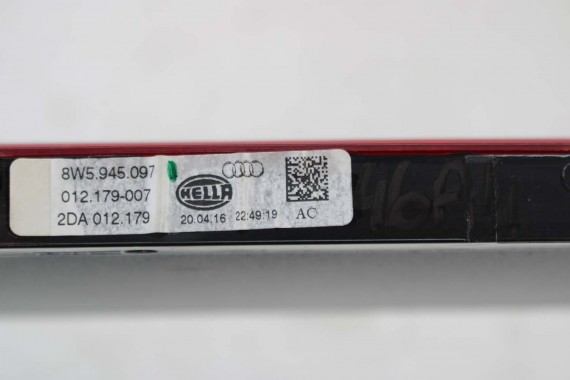 8W5.945.097
012.179-007
2DA 012.179
HELLA
20.04.16 22:49:19
AC